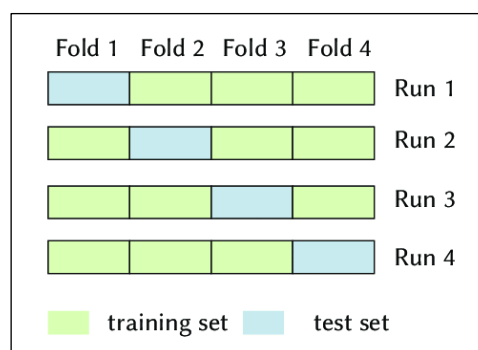 Fold 1 Fold 2 Fold 3 Fold 4
Run 1
Run 2
Run 3
Run 4
training set test set